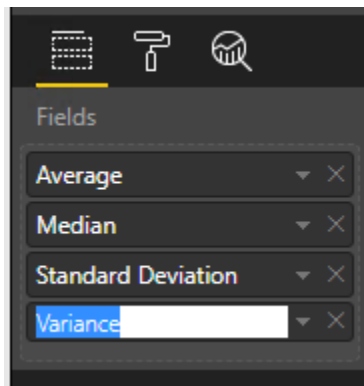 Fields
Average
Median
Standard Deviation
Variance